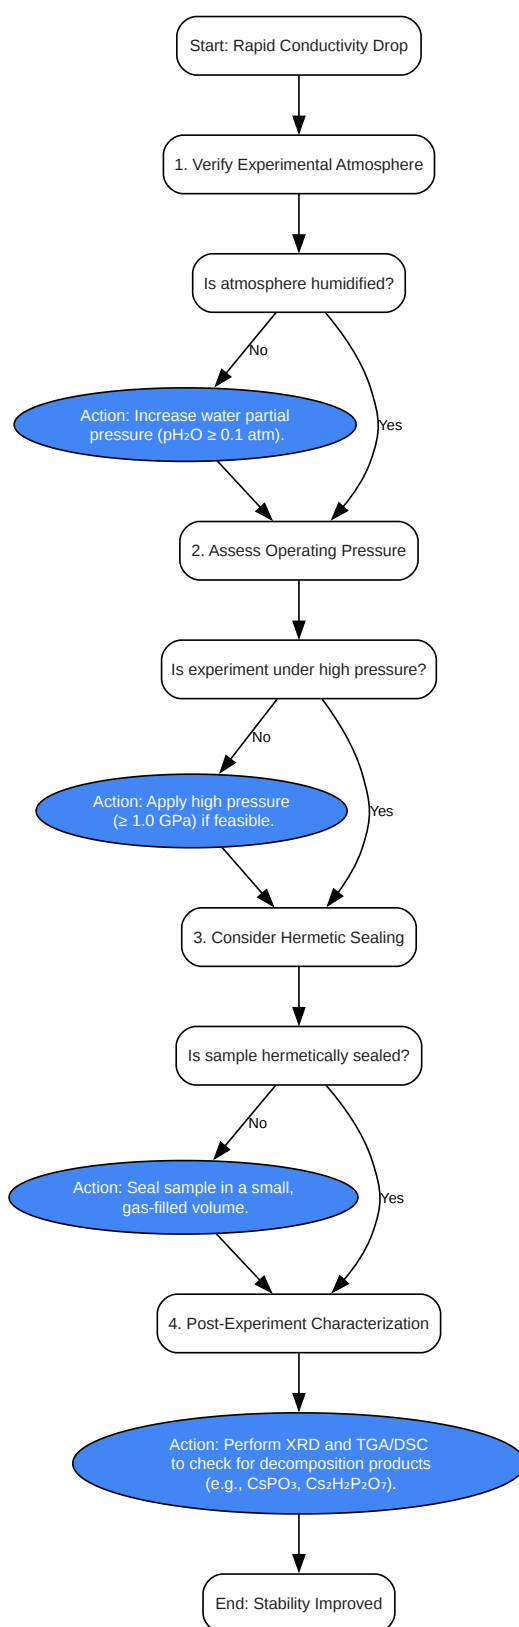 Start: Rapid Conductivity Drop
1. Verify Experimental Atmosphere
Is atmosphere humidified?
No
Action: Increase water partial
pressure (pH₂O ≥ 0.1 atm).
Yes
2. Assess Operating Pressure
Is experiment under high pressure?
No
Action: Apply high pressure
(≥ 1.0 GPa) if feasible.
Yes
3. Consider Hermetic Sealing
Is sample hermetically sealed?
No
Action: Seal sample in a small,
gas-filled volume.
Yes
4. Post-Experiment Characterization
Action: Perform XRD and TGA/DSC
to check for decomposition products
(e.g., CsPO₃, Cs₂H₂P₂O₇).
End: Stability Improved